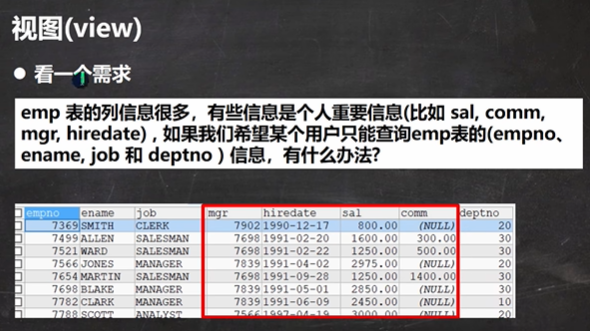 视图(view)
● 看一个需求
emp 表的列信息很多，有些信息是个人重要信息(比如 sal, comm,
mgr, hiredate) , 如果我们希望某个用户只能查询emp表的(empno、
ename, job 和 deptno ) 信息，有什么办法?
empno ename job mgr hiredate sal comm deptno
7369 SMITH CLERK 7902 1990-12-17 800.00 (NULL) 20
7499 ALLEN SALESMAN 7698 1991-02-20 1600.00 300.00 30
7521 WARD SALESMAN 7698 1991-02-22 1250.00 500.00 30
7566 JONES MANAGER 7839 1991-04-02 2975.00 (NULL) 20
7654 MARTIN SALESMAN 7698 1991-09-28 1250.00 1400.00 30
7698 BLAKE MANAGER 7839 1991-05-01 2850.00 (NULL) 30
7782 CLARK MANAGER 7839 1991-06-09 2450.00 (NULL) 10
7788 SCOTT ANALYST 7566 1997-04-19 3000.00 (NULL) 20